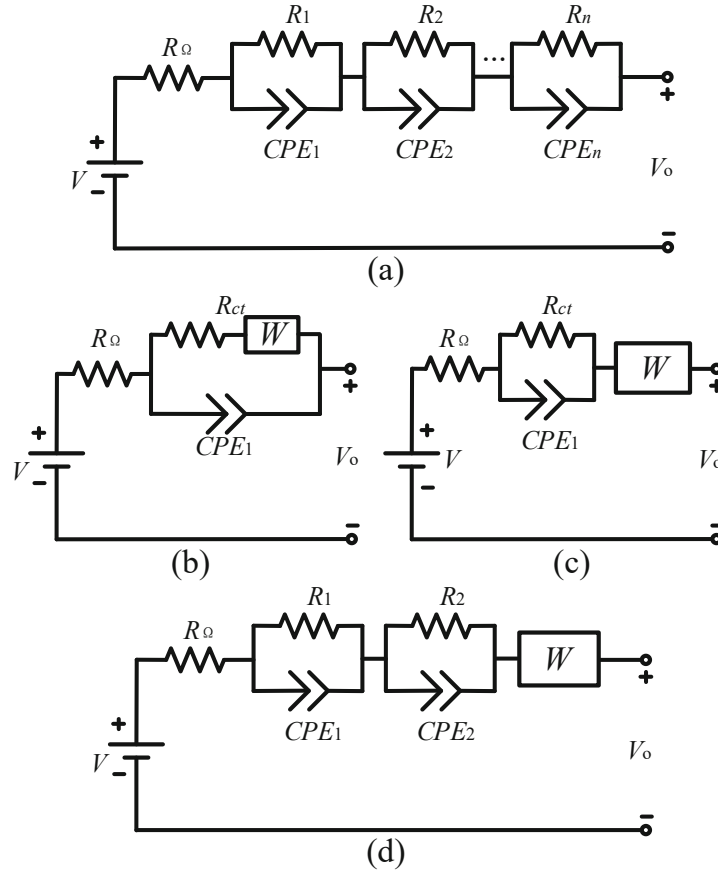 R1 R2 ... Rn
RΩ
CPE1 CPE2 CPEn
+ V − + Vo −
(a)
Rct Rct
RΩ W RΩ W
CPE1 CPE1
+ V − + Vo − + V − + Vo −
(b) (c)
R1 R2
RΩ W
CPE1 CPE2
+ V − + Vo −
(d)